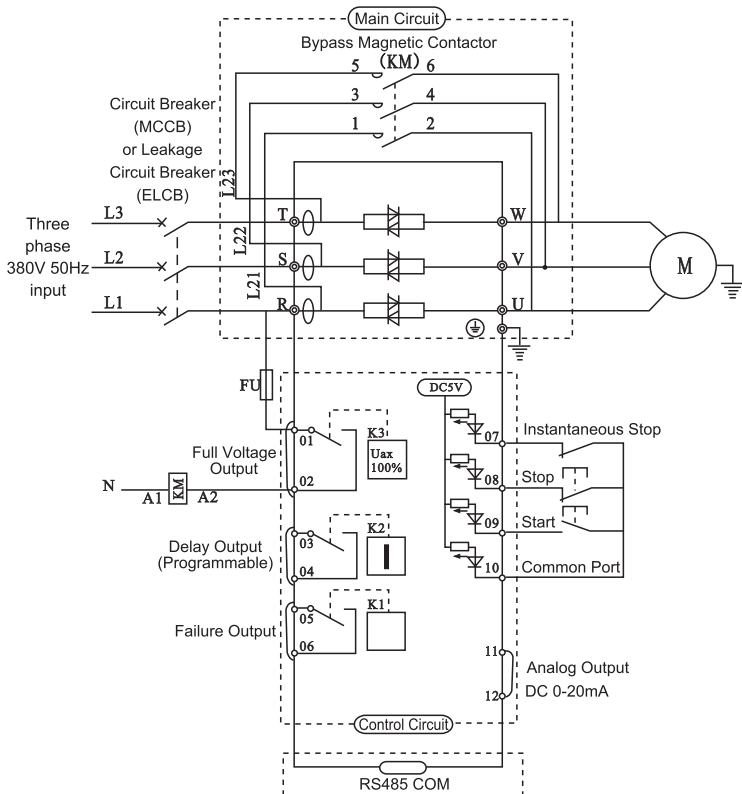 Main Circuit
Bypass Magnetic Contactor
(KM)
5
6
3
4
1
2
Circuit Breaker
(MCCB)
or Leakage
Circuit Breaker
(ELCB)
L23
L22
L21
Three
phase
380V 50Hz
input
L3
L2
L1
T
S
R
W
V
U
M
FU
DC5V
Full Voltage
Output
01
02
K3
Uax
100%
N
A1
KM
A2
Delay Output
(Programmable)
03
04
K2
Failure Output
05
06
K1
07
Instantaneous Stop
08
Stop
09
Start
10
Common Port
11
12
Analog Output
DC 0-20mA
Control Circuit
RS485 COM